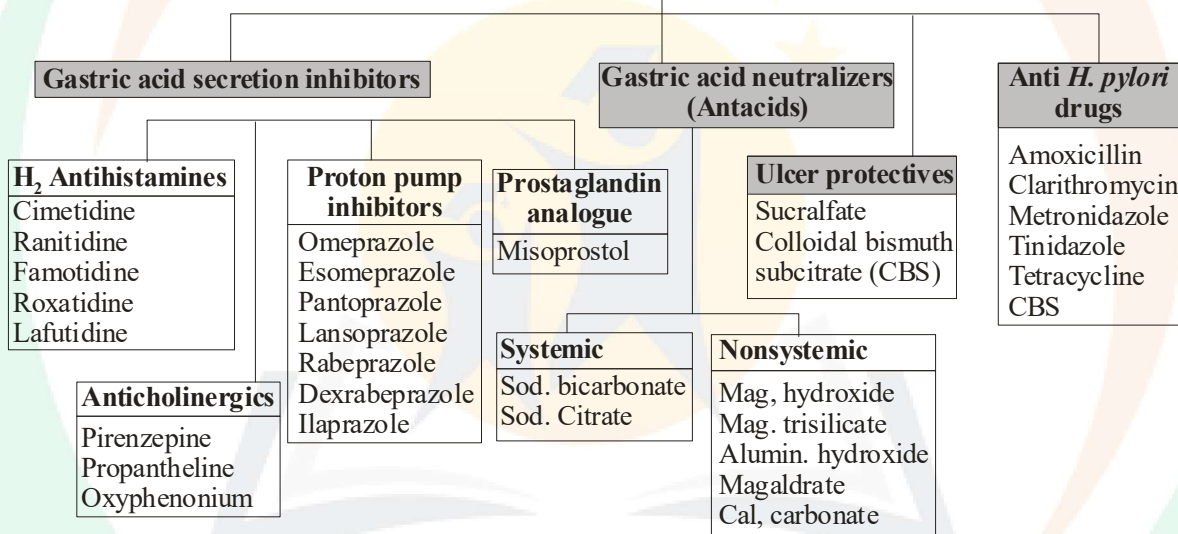 Gastric acid secretion inhibitors
H₂ Antihistamines
Cimetidine
Ranitidine
Famotidine
Roxatidine
Lafutidine
Anticholinergics
Pirenzepine
Propantheline
Oxyphenonium
Proton pump
inhibitors
Omeprazole
Esomeprazole
Pantoprazole
Lansoprazole
Rabeprazole
Dexrabeprazole
Ilaprazole
Prostaglandin
analogue
Misoprostol
Gastric acid neutralizers
(Antacids)
Systemic
Sod. bicarbonate
Sod. Citrate
Nonsystemic
Mag, hydroxide
Mag. trisilicate
Alumin. hydroxide
Magaldrate
Cal, carbonate
Ulcer protectives
Sucralfate
Colloidal bismuth
subcitrate (CBS)
Anti H. pylori
drugs
Amoxicillin
Clarithromycin
Metronidazole
Tinidazole
Tetracycline
CBS